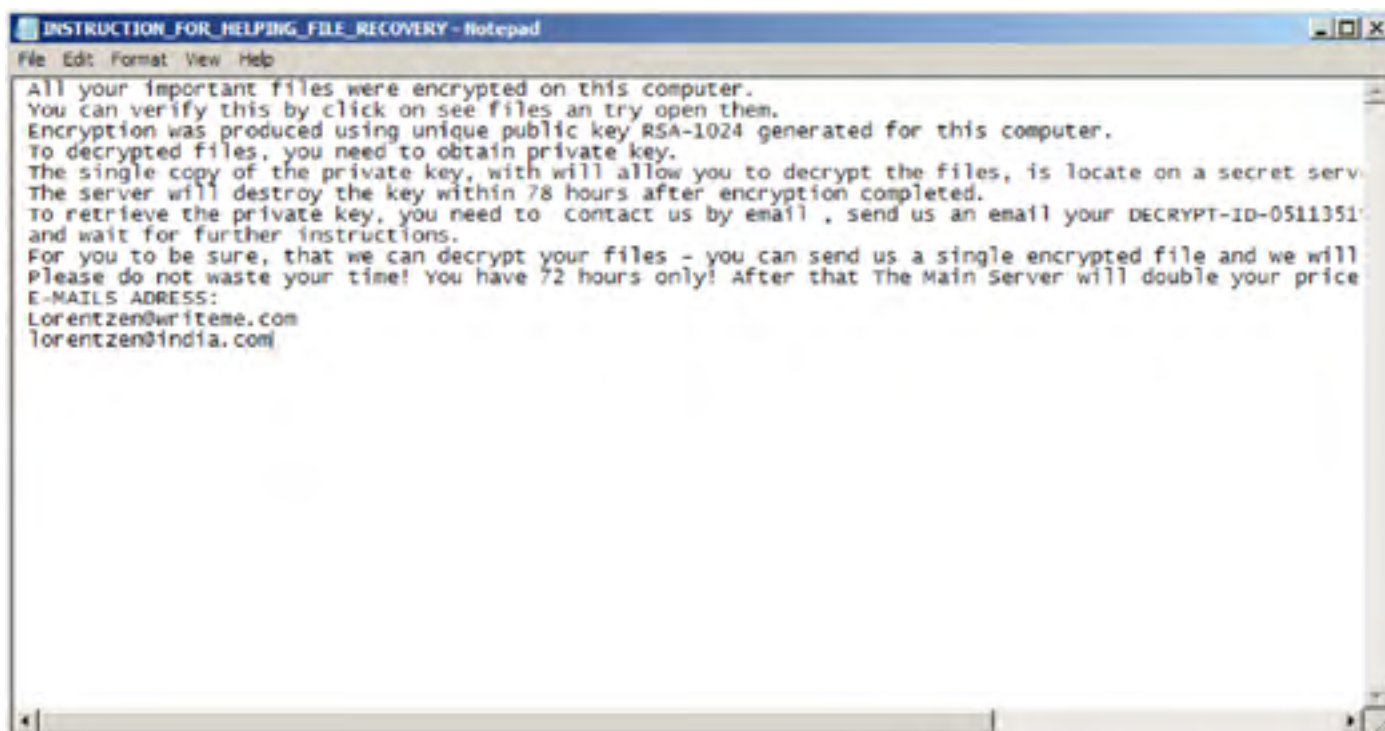 INSTRUCTION_FOR_HELPING_FILE_RECOVERY - Notepad
File Edit Format View Help
All your important files were encrypted on this computer.
You can verify this by click on see files an try open them.
Encryption was produced using unique public key RSA-1024 generated for this computer.
To decrypted files, you need to obtain private key.
The single copy of the private key, with will allow you to decrypt the files, is locate on a secret serv
The server will destroy the key within 78 hours after encryption completed.
To retrieve the private key, you need to contact us by email , send us an email your DECRYPT-ID-0511351
and wait for further instructions.
For you to be sure, that we can decrypt your files - you can send us a single encrypted file and we will
Please do not waste your time! You have 72 hours only! After that The Main Server will double your price
E-MAILS ADRESS:
Lorentzen@writeme.com
lorentzen@india.com